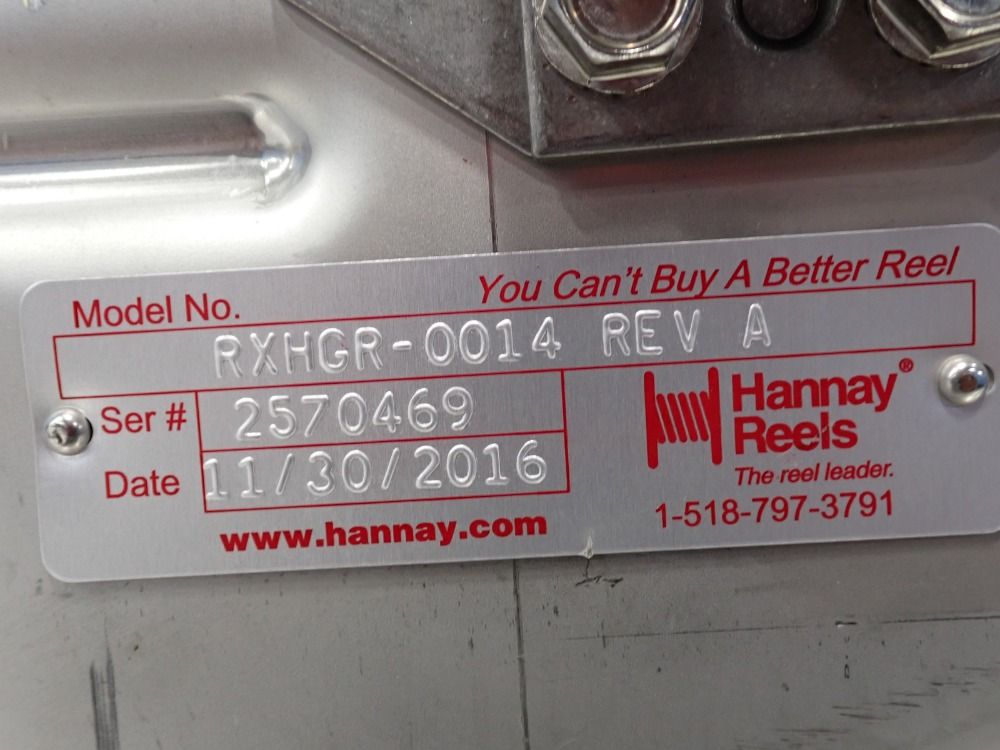 Model No. You Can't Buy A Better Reel
RXHGR-0014 REV A
Ser # 2570469
Date 11/30/2016
Hannay®
Reels
The reel leader.
www.hannay.com
1-518-797-3791